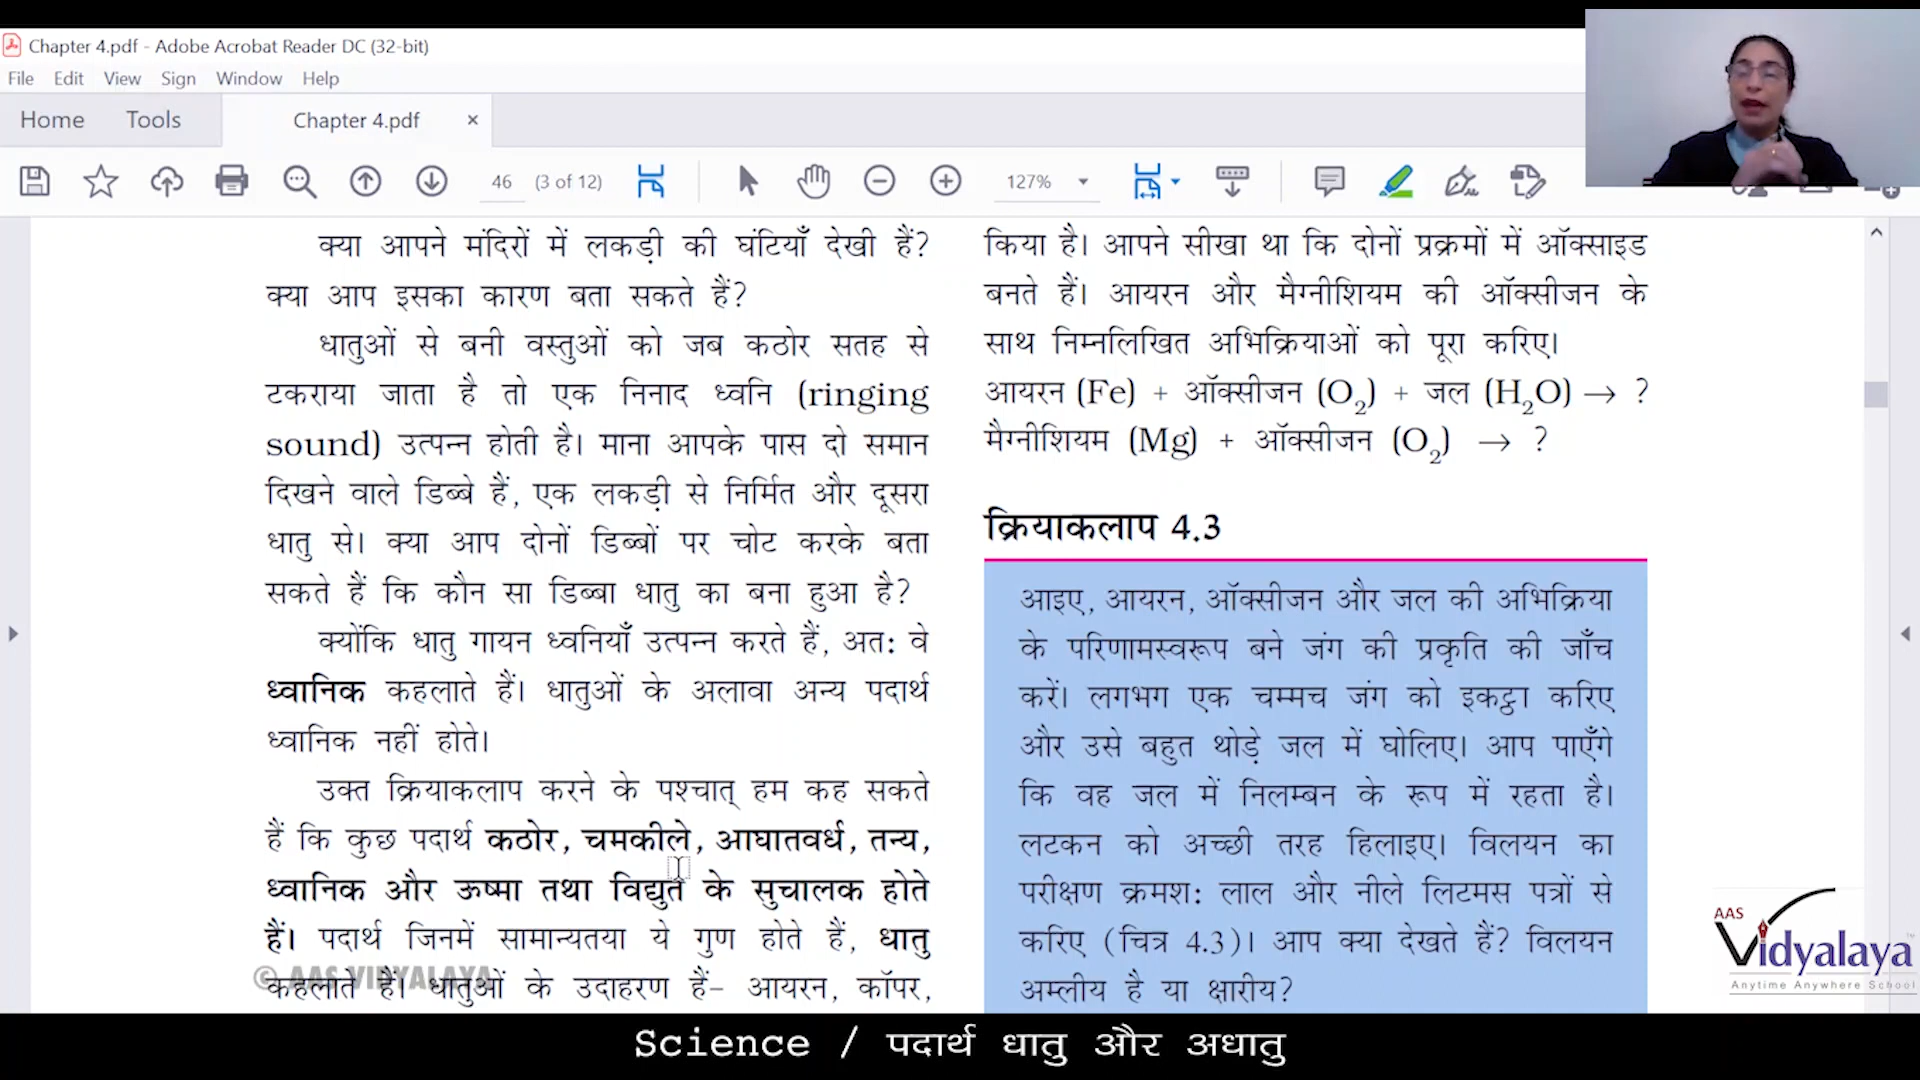 Chapter 4.pdf - Adobe Acrobat Reader DC (32-bit)
File Edit View Sign Window Help
Home Tools Chapter 4.pdf ×
46 (3 of 12) 127%
क्या आपने मंदिरों में लकड़ी की घंटियाँ देखी हैं?
क्या आप इसका कारण बता सकते हैं?
धातुओं से बनी वस्तुओं को जब कठोर सतह से
टकराया जाता है तो एक निनाद ध्वनि (ringing
sound) उत्पन्न होती है। माना आपके पास दो समान
दिखने वाले डिब्बे हैं, एक लकड़ी से निर्मित और दूसरा
धातु से। क्या आप दोनों डिब्बों पर चोट करके बता
सकते हैं कि कौन सा डिब्बा धातु का बना हुआ है?
क्योंकि धातु गायन ध्वनियाँ उत्पन्न करते हैं, अत: वे
ध्वानिक कहलाते हैं। धातुओं के अलावा अन्य पदार्थ
ध्वानिक नहीं होते।
उक्त क्रियाकलाप करने के पश्चात् हम कह सकते
हैं कि कुछ पदार्थ कठोर, चमकीले, आघातवर्ध, तन्य,
ध्वानिक और ऊष्मा तथा विद्युत के सुचालक होते
हैं। पदार्थ जिनमें सामान्यतया ये गुण होते हैं, धातु
कहलाते हैं। धातुओं के उदाहरण हैं– आयरन, कॉपर,
© AAS VIDYALAYA
किया है। आपने सीखा था कि दोनों प्रक्रमों में ऑक्साइड
बनते हैं। आयरन और मैग्नीशियम की ऑक्सीजन के
साथ निम्नलिखित अभिक्रियाओं को पूरा करिए।
आयरन (Fe) + ऑक्सीजन (O₂) + जल (H₂O) → ?
मैग्नीशियम (Mg) + ऑक्सीजन (O₂) → ?
क्रियाकलाप 4.3
आइए, आयरन, ऑक्सीजन और जल की अभिक्रिया
के परिणामस्वरूप बने जंग की प्रकृति की जाँच
करें। लगभग एक चम्मच जंग को इकट्ठा करिए
और उसे बहुत थोड़े जल में घोलिए। आप पाएँगे
कि वह जल में निलम्बन के रूप में रहता है।
लटकन को अच्छी तरह हिलाइए। विलयन का
परीक्षण क्रमश: लाल और नीले लिटमस पत्रों से
करिए (चित्र 4.3)। आप क्या देखते हैं? विलयन
अम्लीय है या क्षारीय?
AAS
Vidyalaya
Anytime Anywhere School
Science / पदार्थ धातु और अधातु